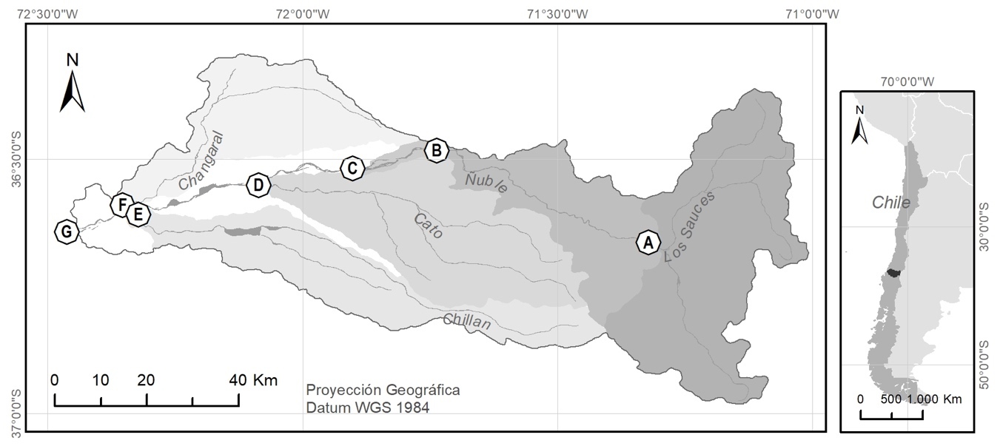 72°30'0"W 72°0'0"W 71°30'0"W 71°0'0"W
N
36°30'0"S
37°0'0"S
Changaral
Ñuble
Los Sauces
Cato
Chillan
A
B
C
D
E
F
G
0 10 20 40 Km
Proyección Geográfica
Datum WGS 1984
70°0'0"W
N
Chile
30°0'0"S
50°0'0"S
0 500 1.000 Km